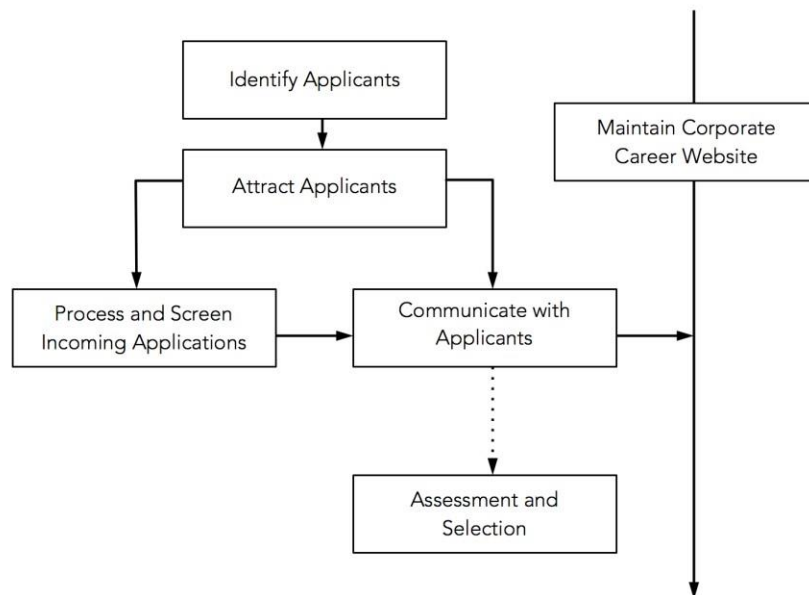 Identify Applicants
Maintain Corporate
Career Website
Attract Applicants
Process and Screen
Incoming Applications
Communicate with
Applicants
Assessment and
Selection